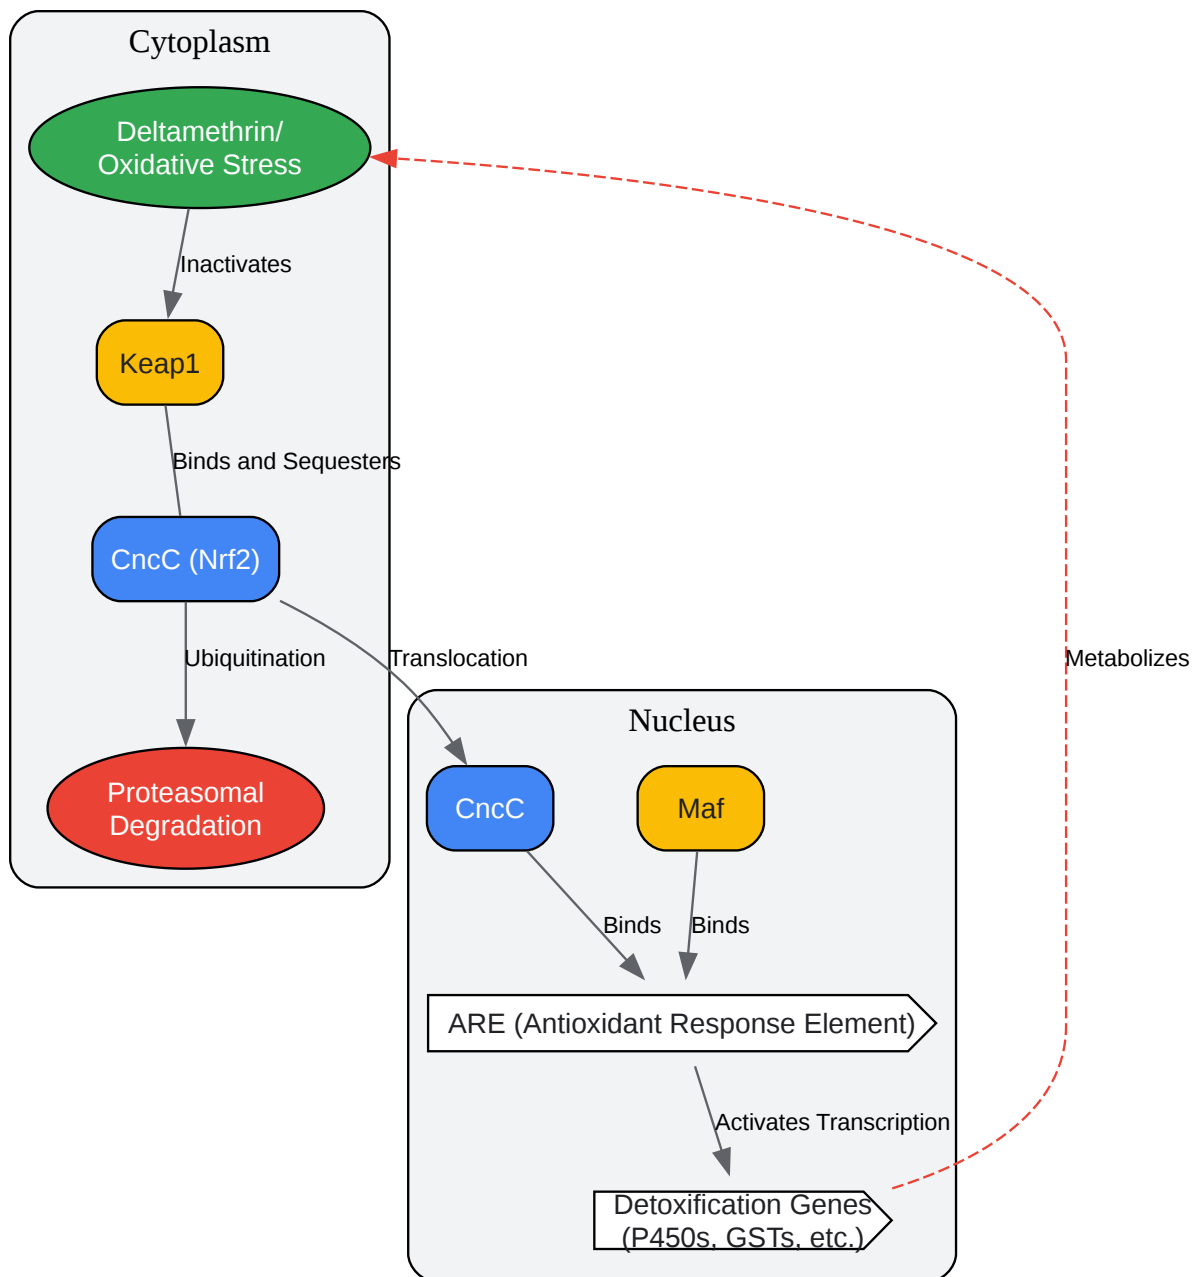 Cytoplasm
Deltamethrin/
Oxidative Stress
Inactivates
Keap1
Binds and Sequesters
CncC (Nrf2)
Ubiquitination
Translocation
Metabolizes
Proteasomal
Degradation
Nucleus
CncC
Maf
Binds
Binds
ARE (Antioxidant Response Element)
Activates Transcription
Detoxification Genes
(P450s, GSTs, etc.)